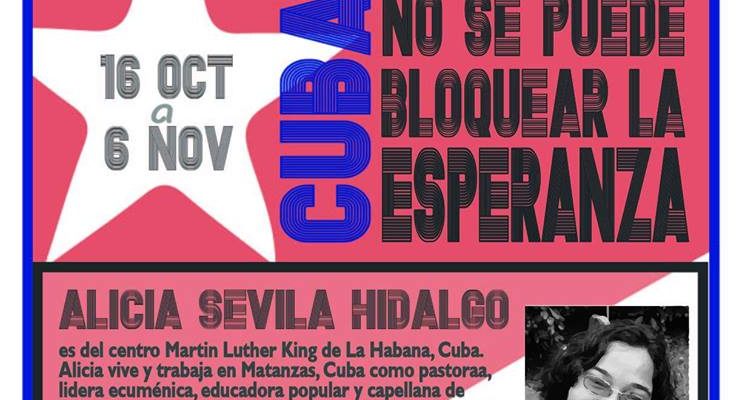 16 OCT
a
6 NOV
CUBA
NO SE PUEDE
BLOQUEAR LA
ESPERANZA
ALICIA SEVILA HIDALGO
es del centro Martin Luther King de La Habana, Cuba.
Alicia vive y trabaja en Matanzas, Cuba como pastoraa,
lidera ecuménica, educadora popular y capellana de